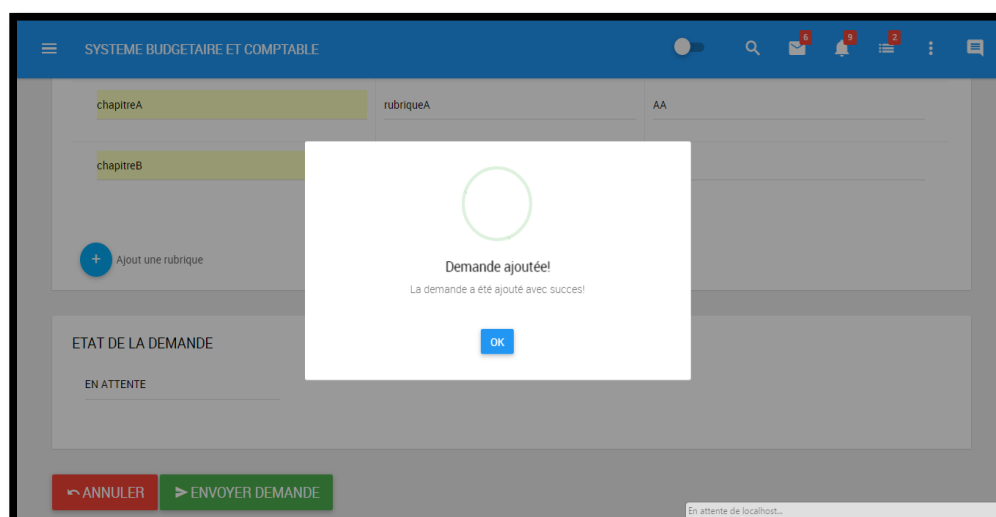 SYSTEME BUDGETAIRE ET COMPTABLE
6
9
2
chapitreA rubriqueA AA
chapitreB
Ajout une rubrique
Demande ajoutée!
La demande a été ajouté avec succes!
OK
ETAT DE LA DEMANDE
EN ATTENTE
ANNULER ENVOYER DEMANDE
En attente de localhost...